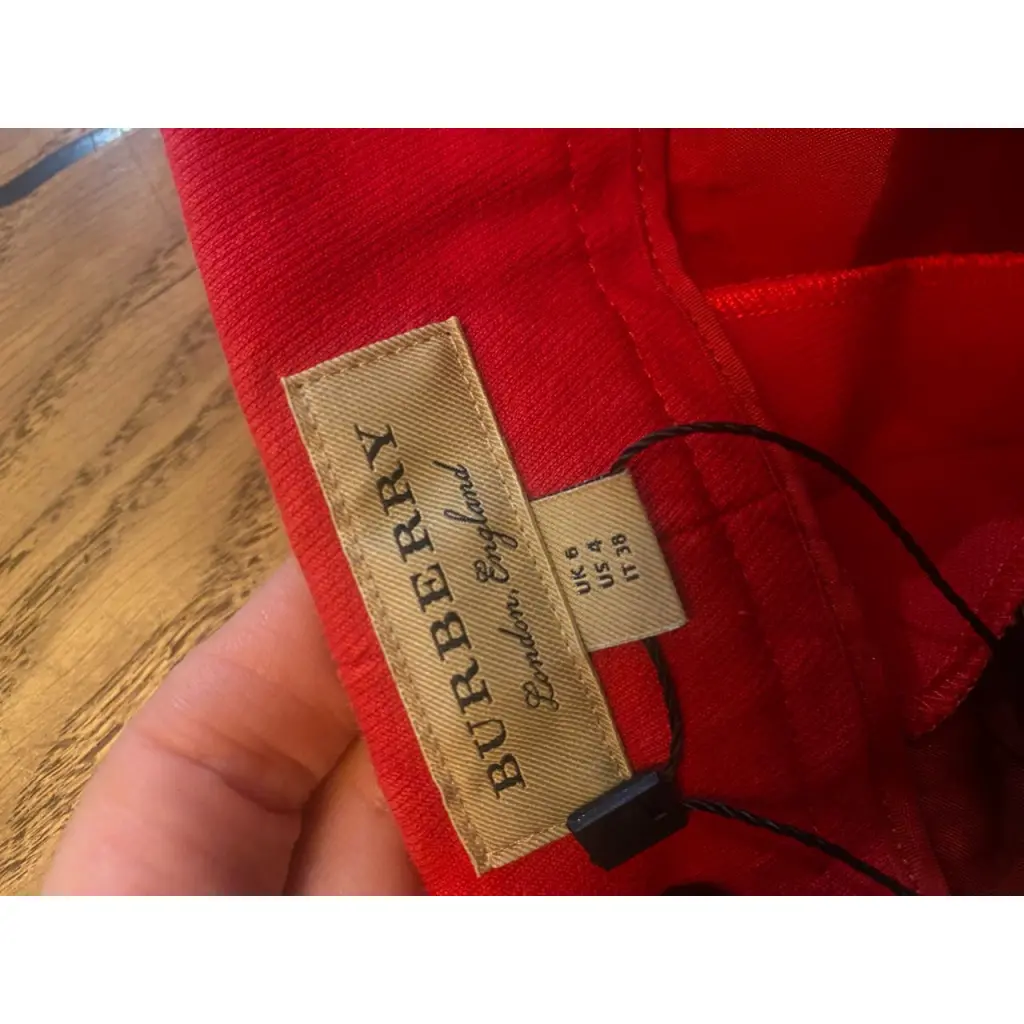 BURBERRY
London, England
UK 6
US 4
IT 38